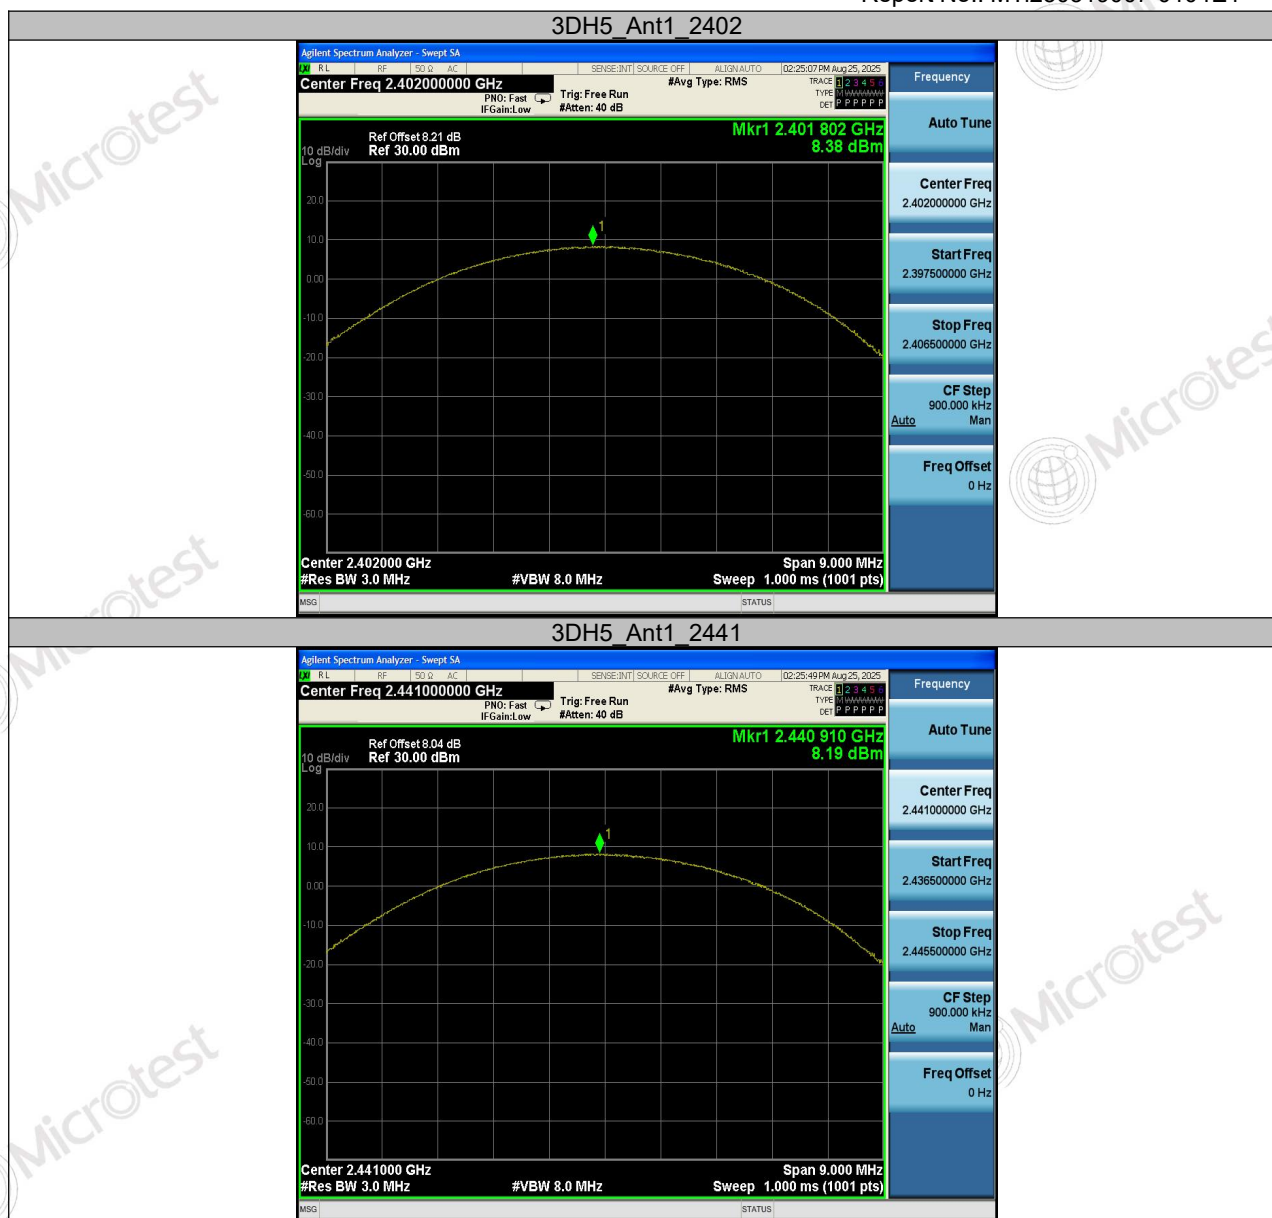 3DH5_Ant1_2402
Agilent Spectrum Analyzer - Swept SA
RL RF 50 Ω AC SENSE:INT SOURCE OFF ALIGN AUTO 02:25:07 PM Aug 25, 2025
Center Freq 2.402000000 GHz #Avg Type: RMS TRACE 1 2 3 4 5 6
PNO: Fast Trig: Free Run TYPE M W W W W W
IFGain:Low #Atten: 40 dB DET P P P P P P
Frequency
Auto Tune
Mkr1 2.401 802 GHz
8.38 dBm
Ref Offset 8.21 dB
10 dB/div Ref 30.00 dBm
Log
20.0
1
10.0
0.00
-10.0
-20.0
-30.0
-40.0
-50.0
-60.0
Center Freq
2.402000000 GHz
Start Freq
2.397500000 GHz
Stop Freq
2.406500000 GHz
CF Step
900.000 kHz
Auto Man
Freq Offset
0 Hz
Center 2.402000 GHz Span 9.000 MHz
#Res BW 3.0 MHz #VBW 8.0 MHz Sweep 1.000 ms (1001 pts)
MSG STATUS
3DH5_Ant1_2441
Agilent Spectrum Analyzer - Swept SA
RL RF 50 Ω AC SENSE:INT SOURCE OFF ALIGN AUTO 02:25:49 PM Aug 25, 2025
Center Freq 2.441000000 GHz #Avg Type: RMS TRACE 1 2 3 4 5 6
PNO: Fast Trig: Free Run TYPE M W W W W W
IFGain:Low #Atten: 40 dB DET P P P P P P
Frequency
Auto Tune
Mkr1 2.440 910 GHz
8.19 dBm
Ref Offset 8.04 dB
10 dB/div Ref 30.00 dBm
Log
20.0
1
10.0
0.00
-10.0
-20.0
-30.0
-40.0
-50.0
-60.0
Center Freq
2.441000000 GHz
Start Freq
2.436500000 GHz
Stop Freq
2.445500000 GHz
CF Step
900.000 kHz
Auto Man
Freq Offset
0 Hz
Center 2.441000 GHz Span 9.000 MHz
#Res BW 3.0 MHz #VBW 8.0 MHz Sweep 1.000 ms (1001 pts)
MSG STATUS
Microtest
Microtest
Microtest
Microtest